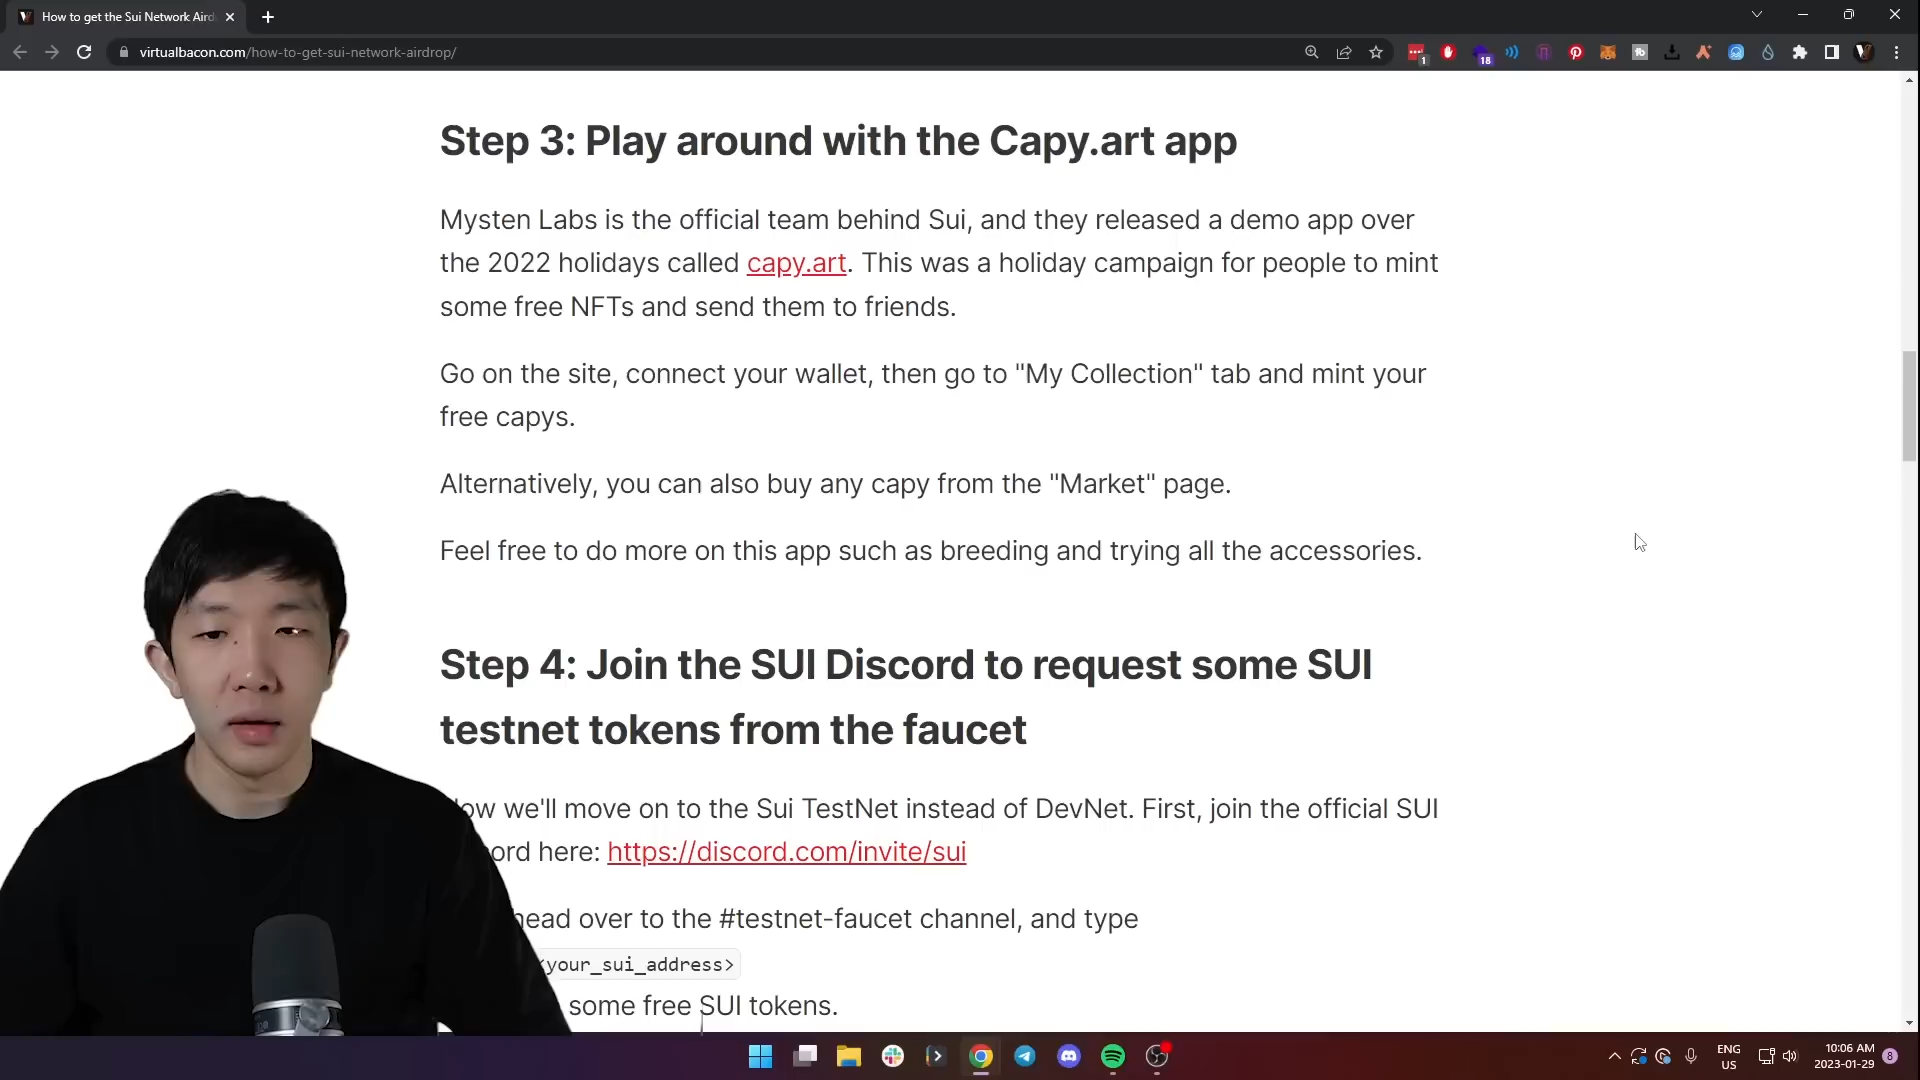 How to get the Sui Network Aird
virtualbacon.com/how-to-get-sui-network-airdrop/
1
18
Step 3: Play around with the Capy.art app
Mysten Labs is the official team behind Sui, and they released a demo app over
the 2022 holidays called capy.art. This was a holiday campaign for people to mint
some free NFTs and send them to friends.
Go on the site, connect your wallet, then go to "My Collection" tab and mint your
free capys.
Alternatively, you can also buy any capy from the "Market" page.
Feel free to do more on this app such as breeding and trying all the accessories.
Step 4: Join the SUI Discord to request some SUI
testnet tokens from the faucet
ow we'll move on to the Sui TestNet instead of DevNet. First, join the official SUI
ord here: https://discord.com/invite/sui
head over to the #testnet-faucet channel, and type
<your_sui_address>
some free SUI tokens.
ENG
US
10:06 AM
2023-01-29
8